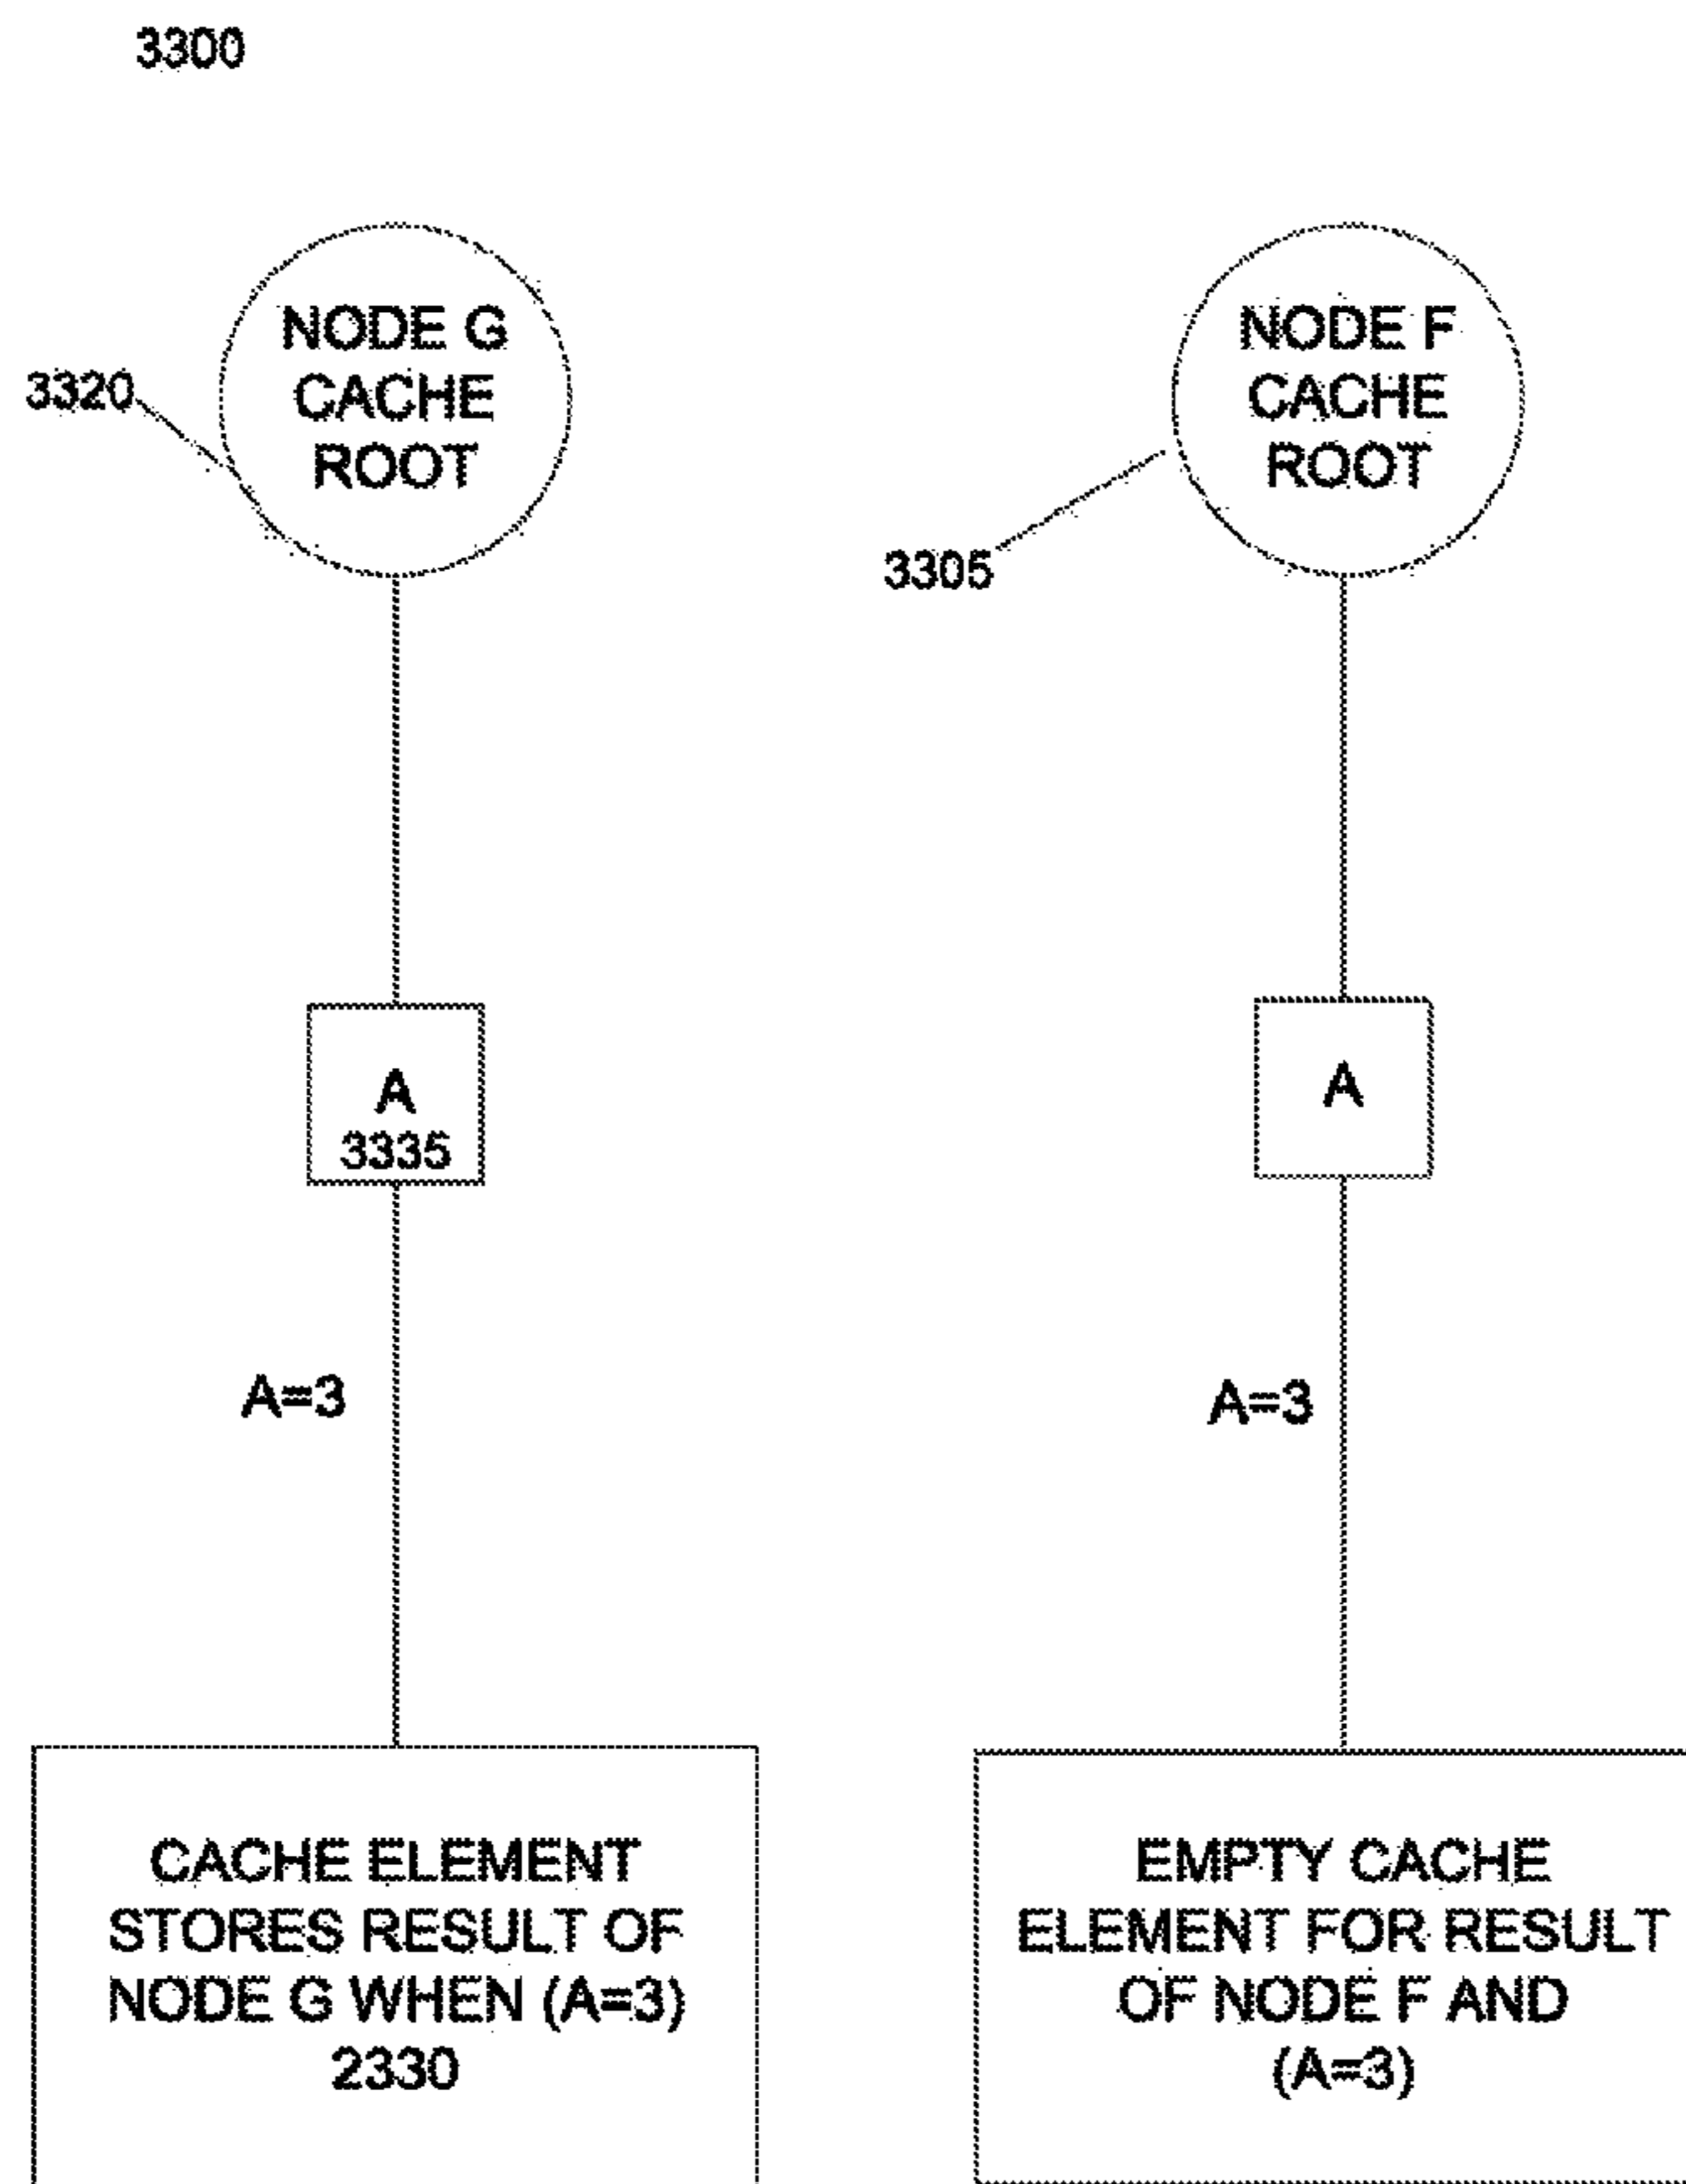 3300
NODE G
CACHE
ROOT
3320
NODE F
CACHE
ROOT
3305
A
3335
A
A=3
A=3
CACHE ELEMENT
STORES RESULT OF
NODE G WHEN (A=3)
2330
EMPTY CACHE
ELEMENT FOR RESULT
OF NODE F AND
(A=3)